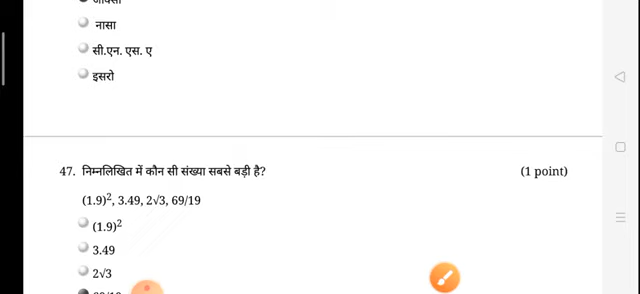 नासा
सी.एन. एस. ए
इसरो
47. निम्नलिखित में कौन सी संख्या सबसे बड़ी है? (1 point)
(1.9)², 3.49, 2√3, 69/19
(1.9)²
3.49
2√3